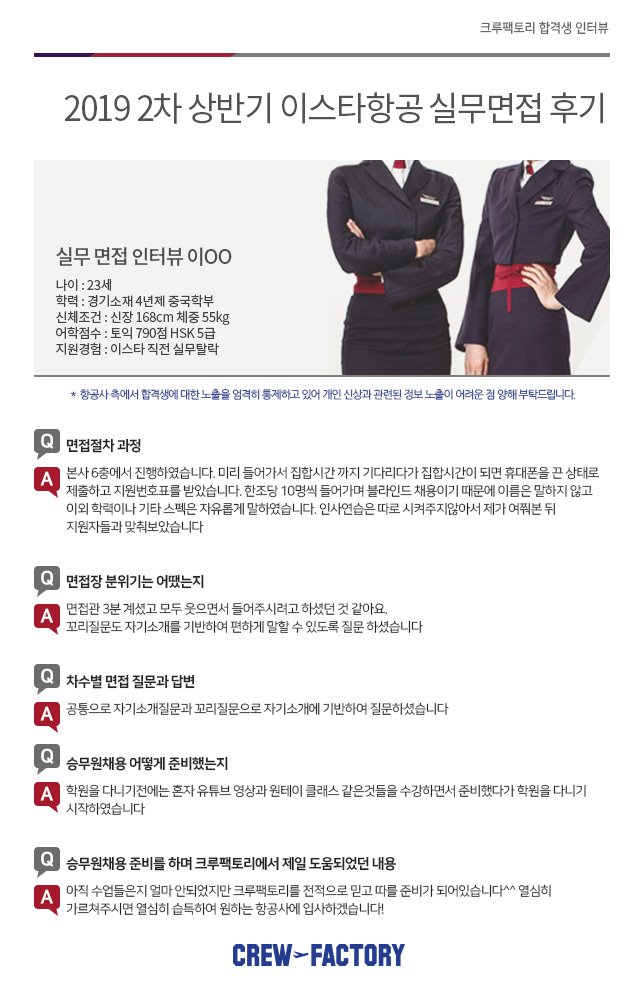 크루팩토리 합격생 인터뷰
2019 2차 상반기 이스타항공 실무면접 후기
실무 면접 인터뷰 이OO
나이 : 23세
학력 : 경기소재 4년제 중국학부
신체조건 : 신장 168cm 체중 55kg
어학점수 : 토익 790점 HSK 5급
지원경험 : 이스타 직전 실무탈락
* 항공사 측에서 합격생에 대한 노출을 엄격히 통제하고 있어 개인 신상과 관련된 정보 노출이 어려운 점 양해 부탁드립니다.
Q 면접절차 과정
A 본사 6층에서 진행하였습니다. 미리 들어가서 집합시간 까지 기다리다가 집합시간이 되면 휴대폰을 끈 상태로
제출하고 지원번호표를 받았습니다. 한조당 10명씩 들어가며 블라인드 채용이기 때문에 이름은 말하지 않고
이외 학력이나 기타 스펙은 자유롭게 말하였습니다. 인사연습은 따로 시켜주지않아서 제가 여쭤본 뒤
지원자들과 맞춰보았습니다
Q 면접장 분위기는 어땠는지
A 면접관 3분 계셨고 모두 웃으면서 들어주시려고 하셨던 것 같아요.
꼬리질문도 자기소개를 기반하여 편하게 말할 수 있도록 질문 하셨습니다
Q 차수별 면접 질문과 답변
A 공통으로 자기소개질문과 꼬리질문으로 자기소개에 기반하여 질문하셨습니다
Q 승무원채용 어떻게 준비했는지
A 학원을 다니기전에는 혼자 유튜브 영상과 원테이 클래스 같은것들을 수강하면서 준비했다가 학원을 다니기
시작하였습니다
Q 승무원채용 준비를 하며 크루팩토리에서 제일 도움되었던 내용
A 아직 수업들은지 얼마 안되었지만 크루팩토리를 전적으로 믿고 따를 준비가 되어있습니다^^ 열심히
가르쳐주시면 열심히 습득하여 원하는 항공사에 입사하겠습니다!
CREW FACTORY